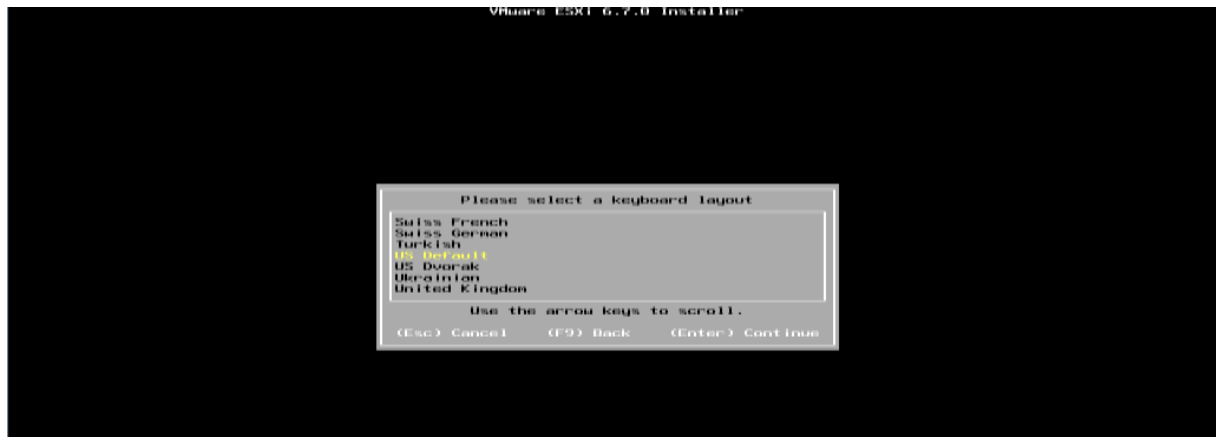 VMware ESXi 6.7.0 Installer
Please select a keyboard layout
Swiss French
Swiss German
Turkish
US Default
US Dvorak
Ukrainian
United Kingdom
Use the arrow keys to scroll.
(Esc) Cancel (F9) Back (Enter) Continue